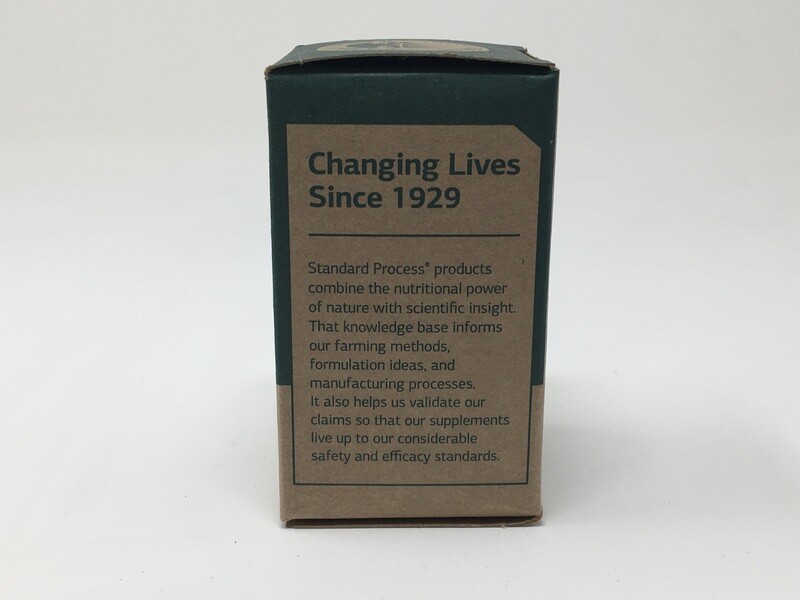 Changing Lives
Since 1929
Standard Process® products
combine the nutritional power
of nature with scientific insight.
That knowledge base informs
our farming methods,
formulation ideas, and
manufacturing processes.
It also helps us validate our
claims so that our supplements
live up to our considerable
safety and efficacy standards.